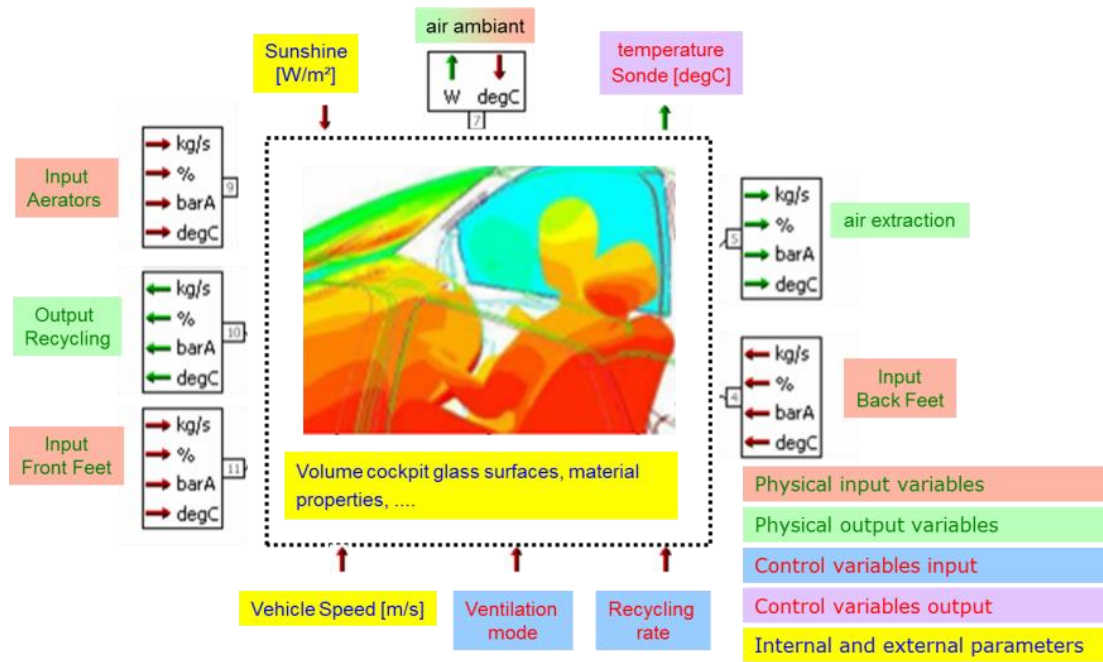 air ambiant
Sunshine
[W/m²]
temperature
Sonde [degC]
W degC
7
Input
Aerators
kg/s
%
barA
degC
9
kg/s
%
barA
degC
5
air extraction
Output
Recycling
kg/s
%
barA
degC
10
kg/s
%
barA
degC
4
Input
Back Feet
Input
Front Feet
kg/s
%
barA
degC
11
Volume cockpit glass surfaces, material
properties, ....
Physical input variables
Physical output variables
Control variables input
Control variables output
Internal and external parameters
Vehicle Speed [m/s]
Ventilation
mode
Recycling
rate